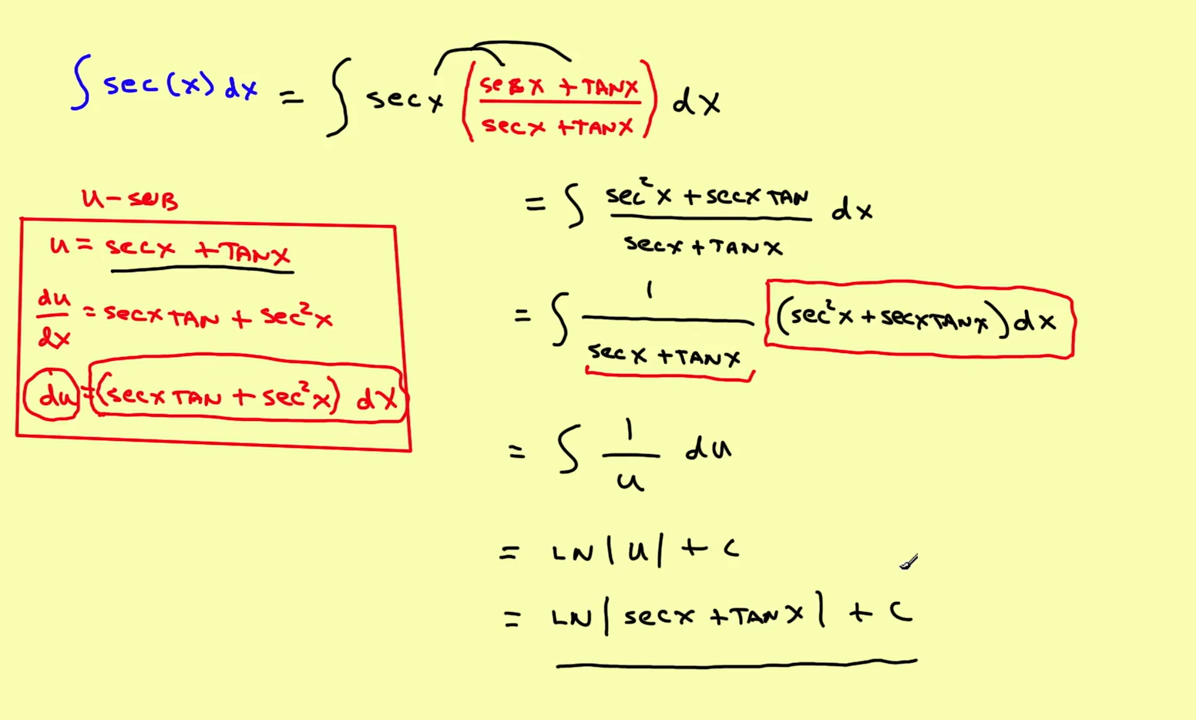 ∫ sec(x) dx = ∫ secx (secx + TANX / secx + TANX) dx
= ∫ sec²x + secx TAN / secx + TANX dx
= ∫ 1 / secx + TANX (sec²x + secxTANX) dx
= ∫ 1/u du
= LN|u| + C
= LN|secx + TANX| + C
u-suB
u = secx + TANX
du/dx = secx TAN + sec²x
du = (secx TAN + sec²x) dx